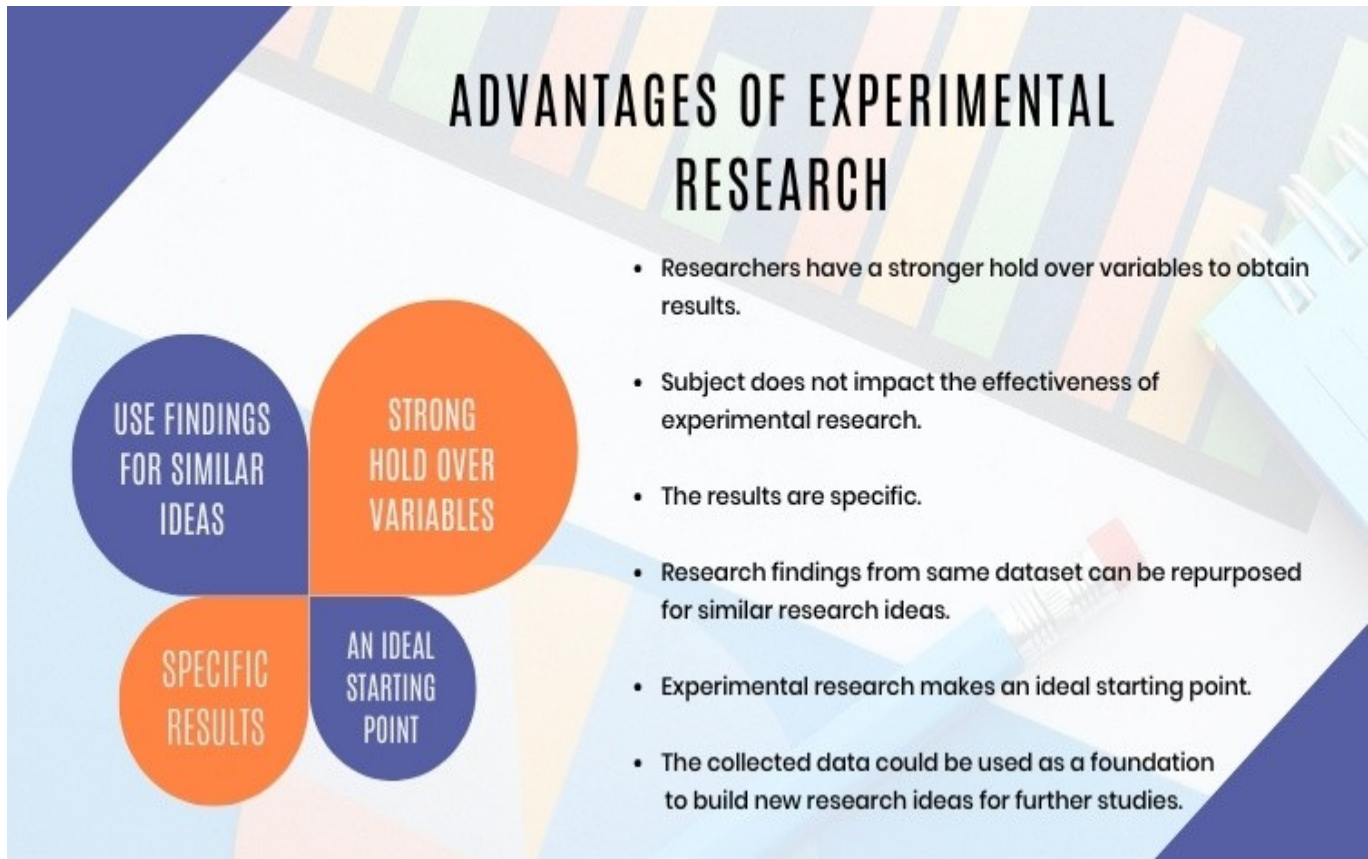 ADVANTAGES OF EXPERIMENTAL
RESEARCH
• Researchers have a stronger hold over variables to obtain
results.
• Subject does not impact the effectiveness of
experimental research.
• The results are specific.
• Research findings from same dataset can be repurposed
for similar research ideas.
• Experimental research makes an ideal starting point.
• The collected data could be used as a foundation
to build new research ideas for further studies.
USE FINDINGS
FOR SIMILAR
IDEAS
STRONG
HOLD OVER
VARIABLES
SPECIFIC
RESULTS
AN IDEAL
STARTING
POINT